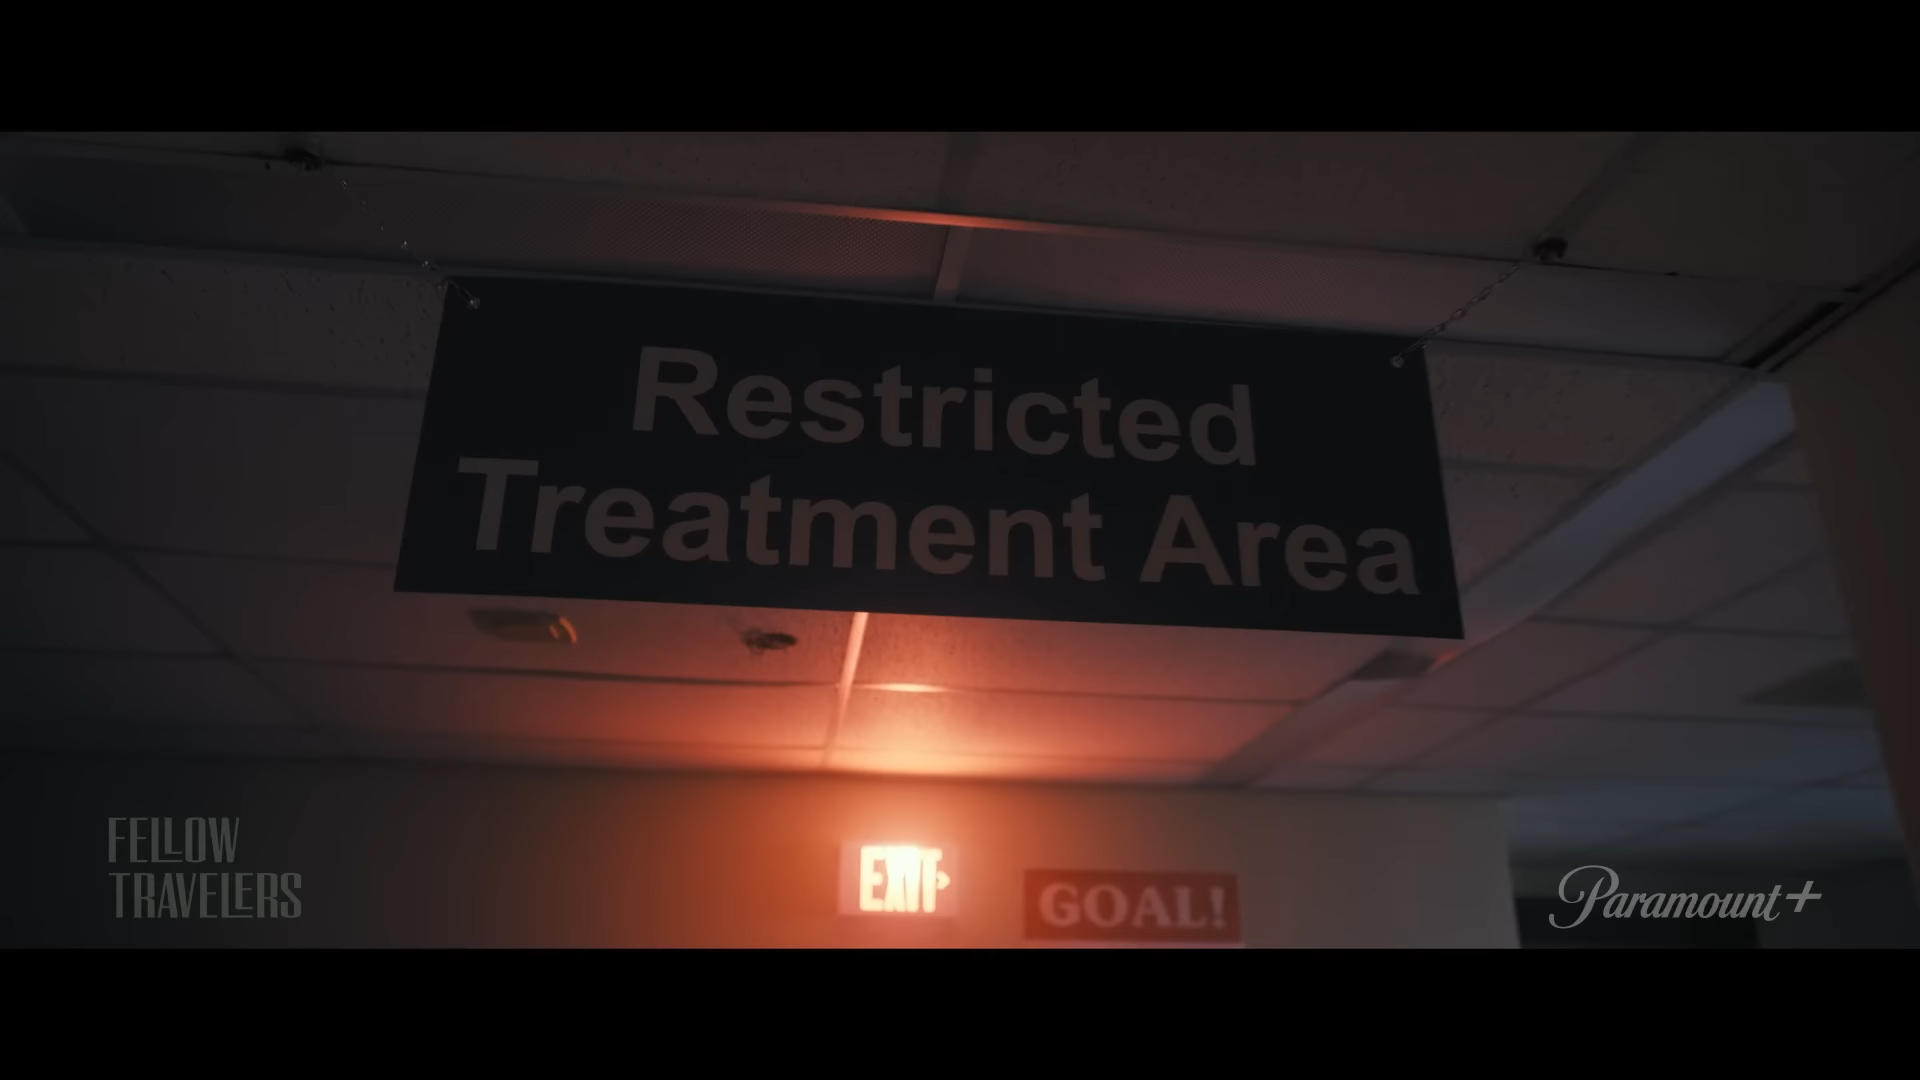 Restricted
Treatment Area
EXIT
GOAL!
FELLOW
TRAVELERS
Paramount+